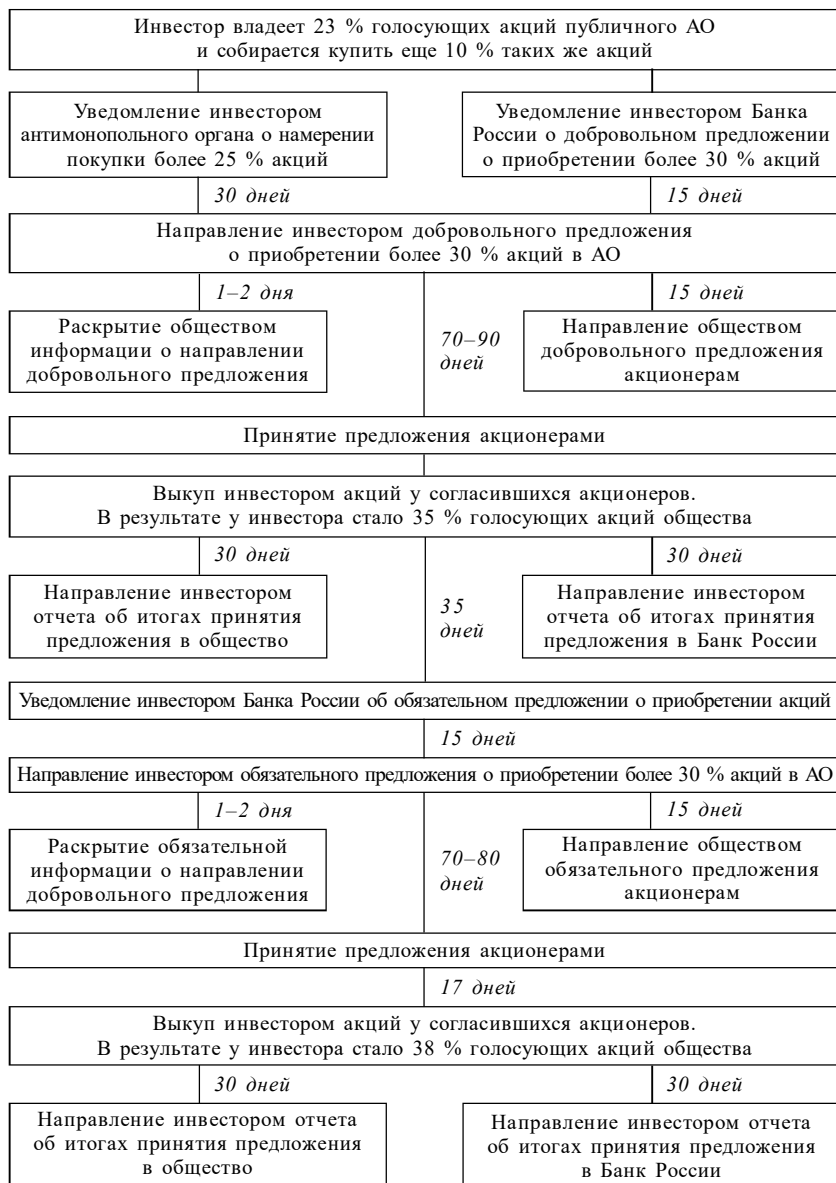 Инвестор владеет 23 % голосующих акций публичного АО
и собирается купить еще 10 % таких же акций
Уведомление инвестором
антимонопольного органа о намерении
покупки более 25 % акций
Уведомление инвестором Банка
России о добровольном предложении
о приобретении более 30 % акций
30 дней
15 дней
Направление инвестором добровольного предложения
о приобретении более 30 % акций в АО
1–2 дня
15 дней
Раскрытие обществом
информации о направлении
добровольного предложения
70–90
дней
Направление обществом
добровольного предложения
акционерам
Принятие предложения акционерами
Выкуп инвестором акций у согласившихся акционеров.
В результате у инвестора стало 35 % голосующих акций общества
30 дней
30 дней
Направление инвестором
отчета об итогах принятия
предложения в общество
35
дней
Направление инвестором
отчета об итогах принятия
предложения в Банк России
Уведомление инвестором Банка России об обязательном предложении о приобретении акций
15 дней
Направление инвестором обязательного предложения о приобретении более 30 % акций в АО
1–2 дня
15 дней
Раскрытие обязательной
информации о направлении
добровольного предложения
70–80
дней
Направление обществом
обязательного предложения
акционерам
Принятие предложения акционерами
17 дней
Выкуп инвестором акций у согласившихся акционеров.
В результате у инвестора стало 38 % голосующих акций общества
30 дней
30 дней
Направление инвестором отчета
об итогах принятия предложения
в общество
Направление инвестором отчета
об итогах принятия предложения
в Банк России